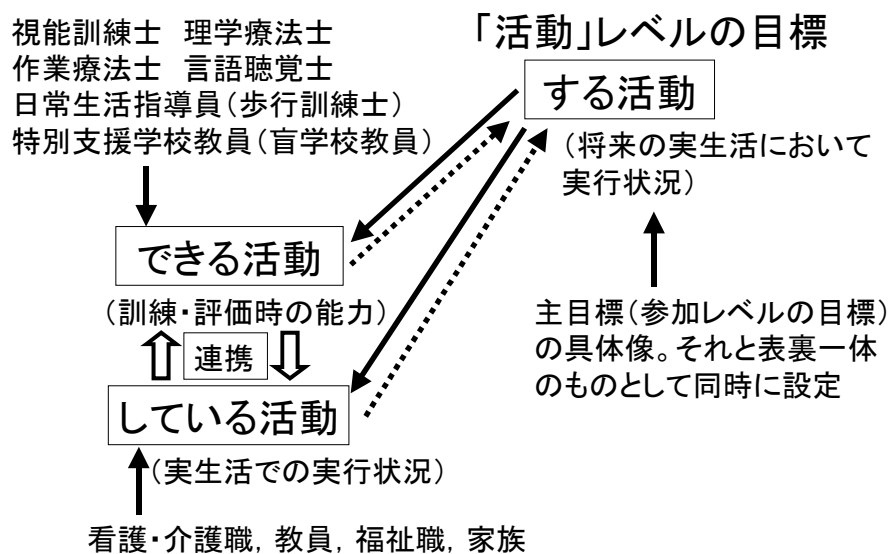 視能訓練士 理学療法士
作業療法士 言語聴覚士
日常生活指導員(歩行訓練士)
特別支援学校教員(盲学校教員)
「活動」レベルの目標
する活動
(将来の実生活において
実行状況)
できる活動
(訓練・評価時の能力)
連携
している活動
(実生活での実行状況)
看護・介護職, 教員, 福祉職, 家族
主目標(参加レベルの目標)
の具体像。それと表裏一体
のものとして同時に設定